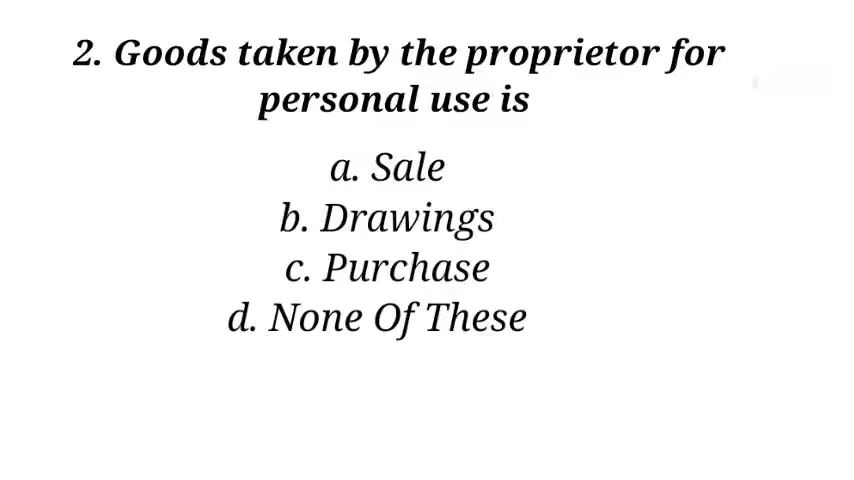 2. Goods taken by the proprietor for
personal use is
a. Sale
b. Drawings
c. Purchase
d. None Of These